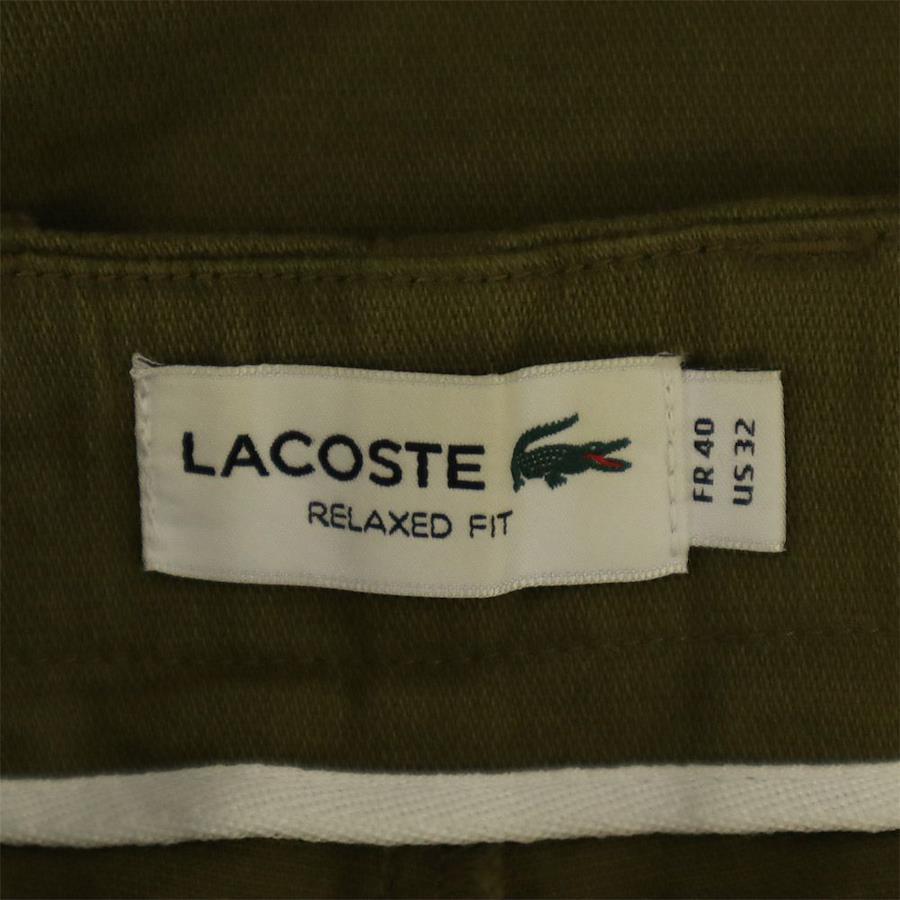 LACOSTE
RELAXED FIT
FR 40
US 32